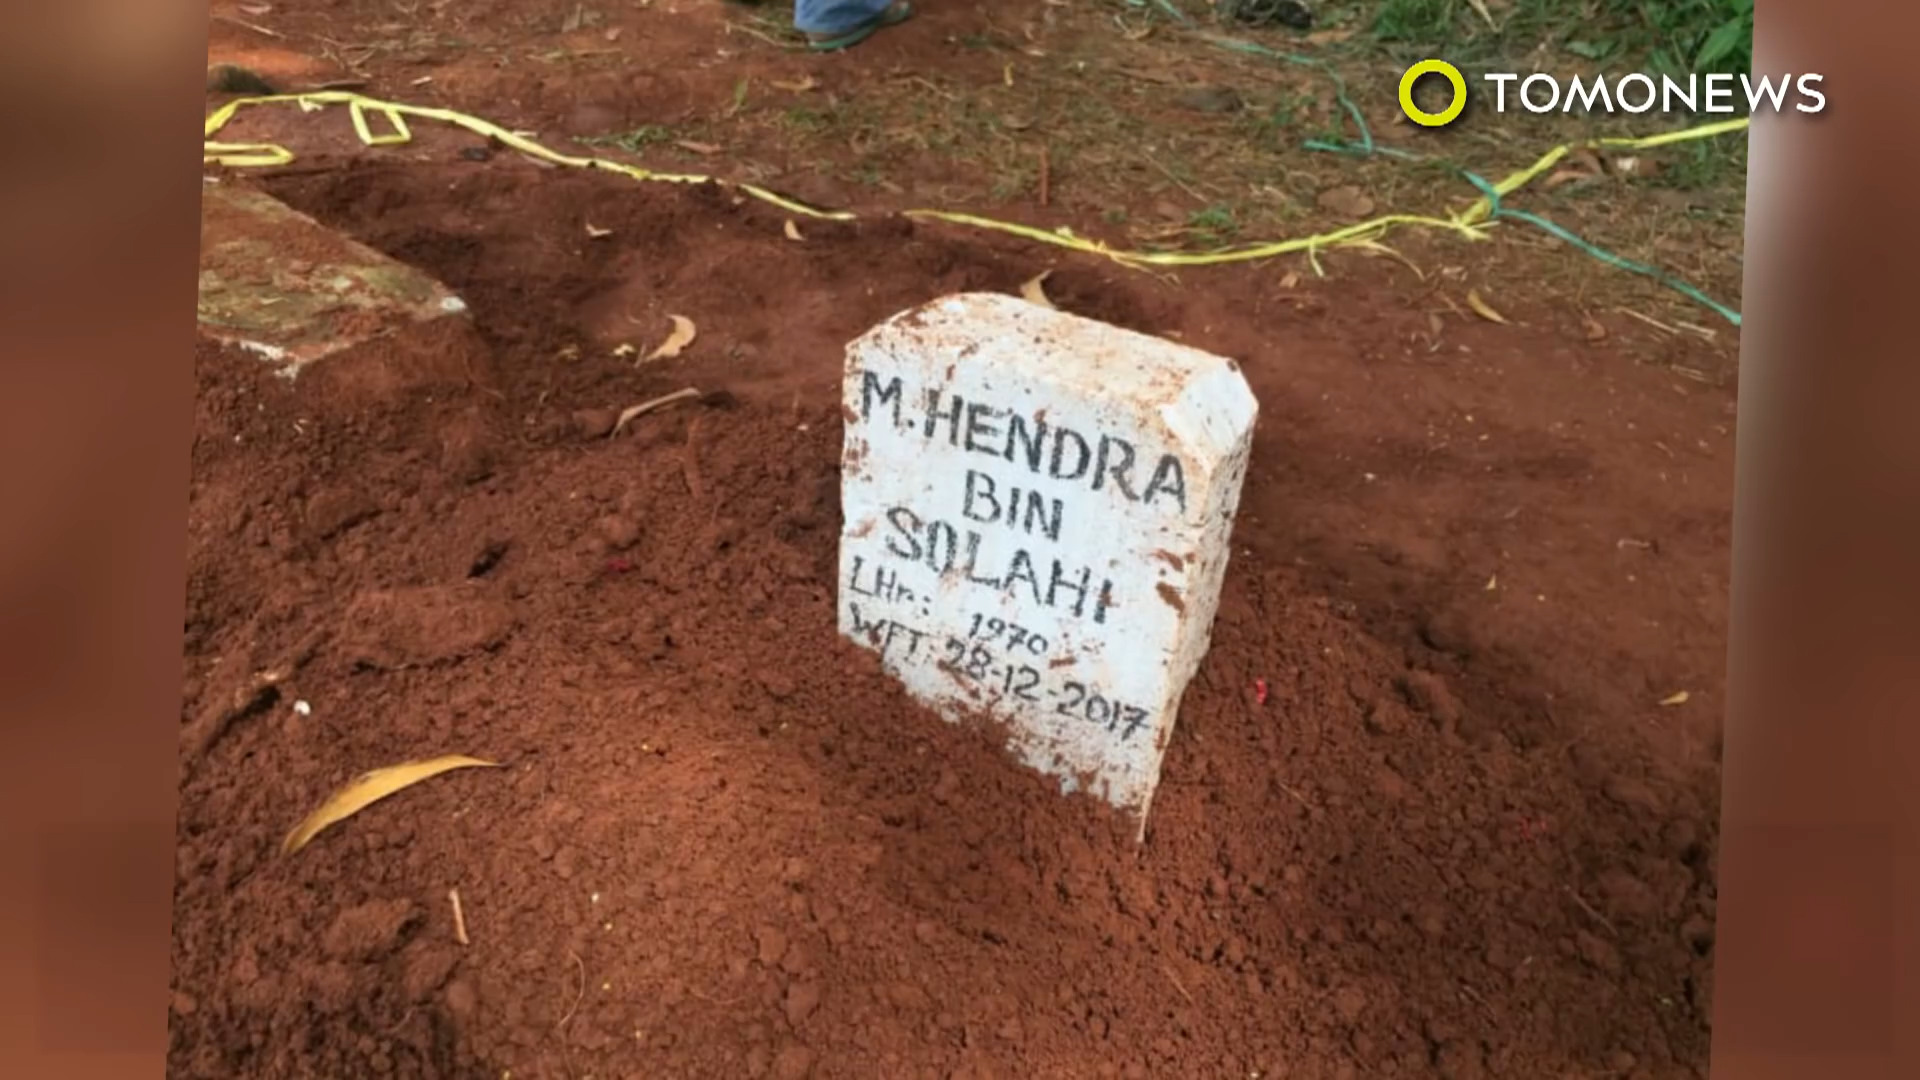 TOMONEWS
M.HENDRA
BIN
SOLAHI
LHr: 1970
WFT 28-12-2017